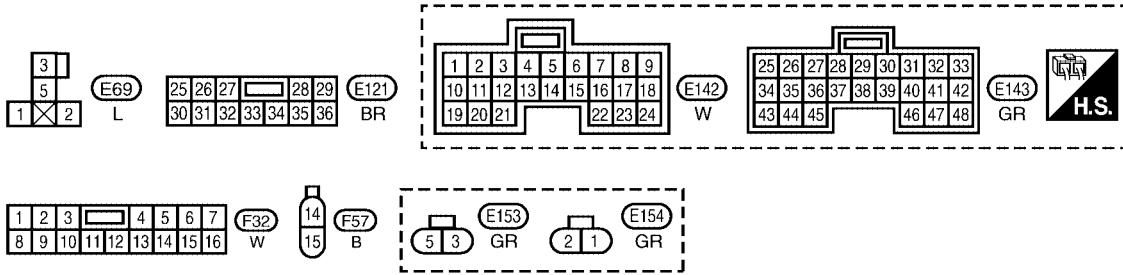 3
5
1 2
E69
L
25 26 27 28 29
30 31 32 33 34 35 36
E121
BR
1 2 3 4 5 6 7 8 9
10 11 12 13 14 15 16 17 18
19 20 21 22 23 24
E142
W
25 26 27 28 29 30 31 32 33
34 35 36 37 38 39 40 41 42
43 44 45 46 47 48
E143
GR
H.S.
1 2 3 4 5 6 7
8 9 10 11 12 13 14 15 16
F32
W
14
15
F57
B
5 3
E153
GR
2 1
E154
GR